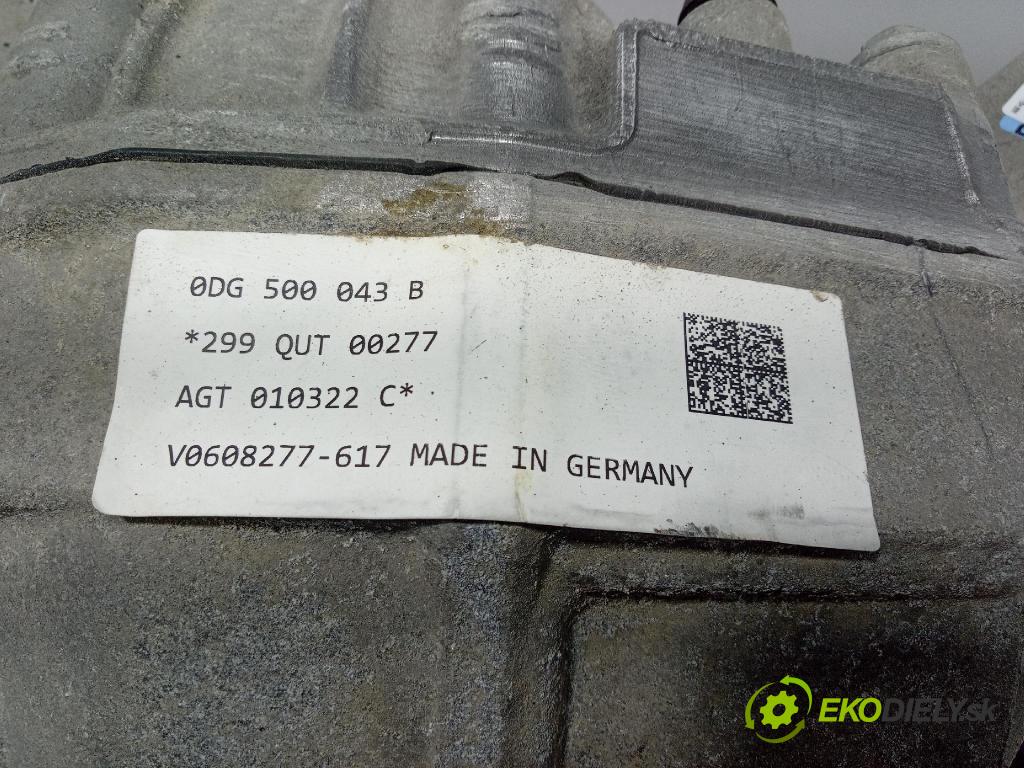 0DG 500 043 B
*299 QUT 00277
AGT 010322 C*
V0608277-617 MADE IN GERMANY
EKODIELY.sk